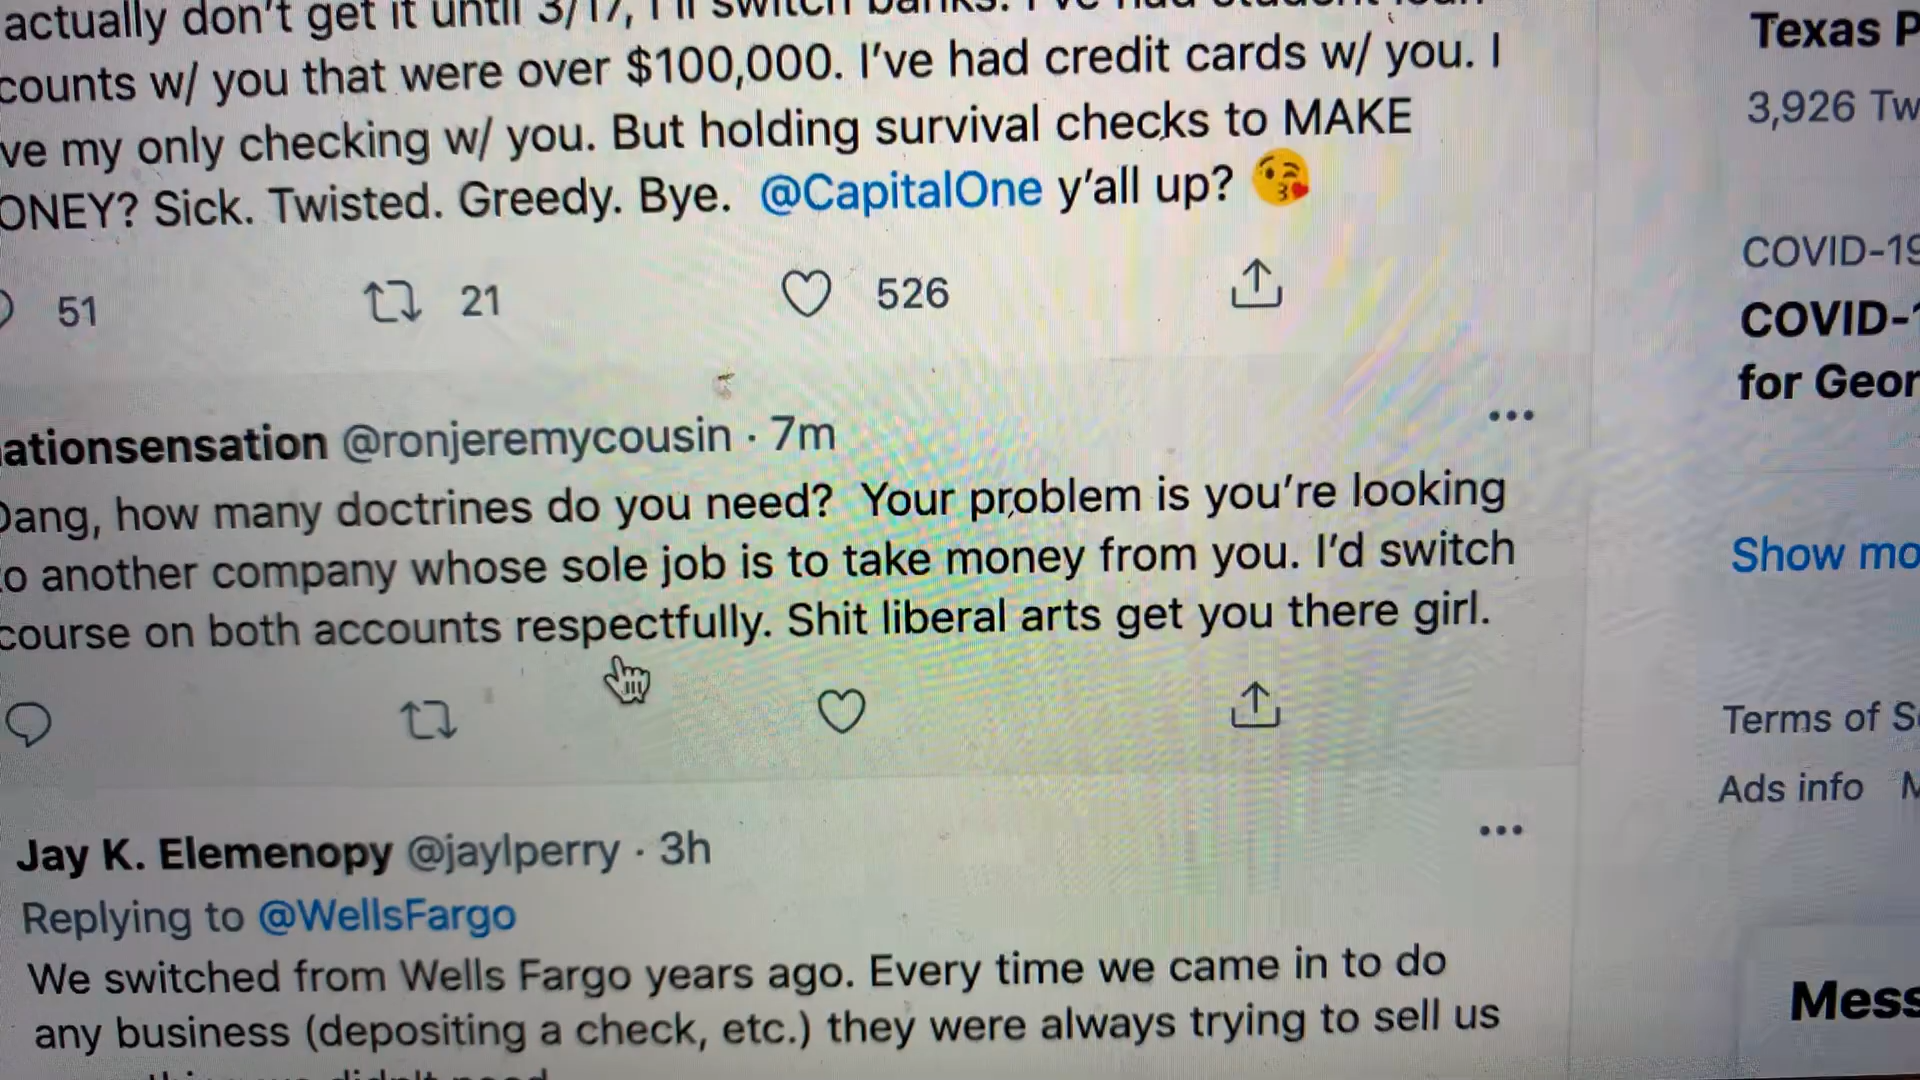 actually don't get it until 3/17, I'll switch banks. I've had student loan
counts w/ you that were over $100,000. I've had credit cards w/ you. I
ve my only checking w/ you. But holding survival checks to MAKE
ONEY? Sick. Twisted. Greedy. Bye. @CapitalOne y'all up? 😘
51 21 526
ationsensation @ronjeremycousin · 7m
Dang, how many doctrines do you need? Your problem is you're looking
to another company whose sole job is to take money from you. I'd switch
course on both accounts respectfully. Shit liberal arts get you there girl.
Jay K. Elemenopy @jaylperry · 3h
Replying to @WellsFargo
We switched from Wells Fargo years ago. Every time we came in to do
any business (depositing a check, etc.) they were always trying to sell us
didn't need
Texas P
3,926 Tw
COVID-19
COVID-1
for Geor
Show mo
Terms of S
Ads info M
Mess